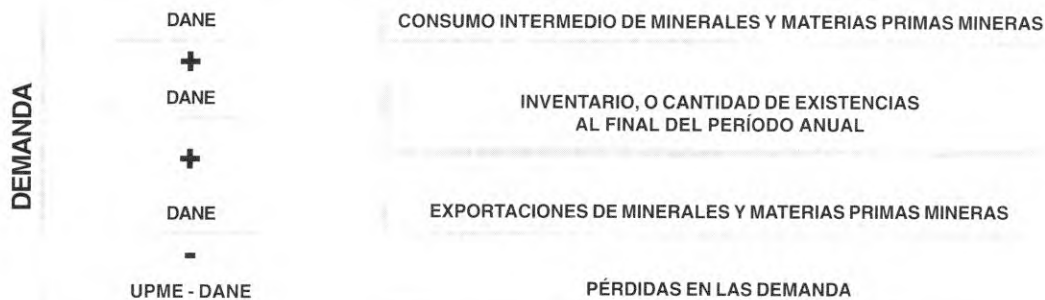 DEMANDA
DANE CONSUMO INTERMEDIO DE MINERALES Y MATERIAS PRIMAS MINERAS
+
DANE INVENTARIO, O CANTIDAD DE EXISTENCIAS
AL FINAL DEL PERÍODO ANUAL
+
DANE EXPORTACIONES DE MINERALES Y MATERIAS PRIMAS MINERAS
-
UPME - DANE PÉRDIDAS EN LAS DEMANDA